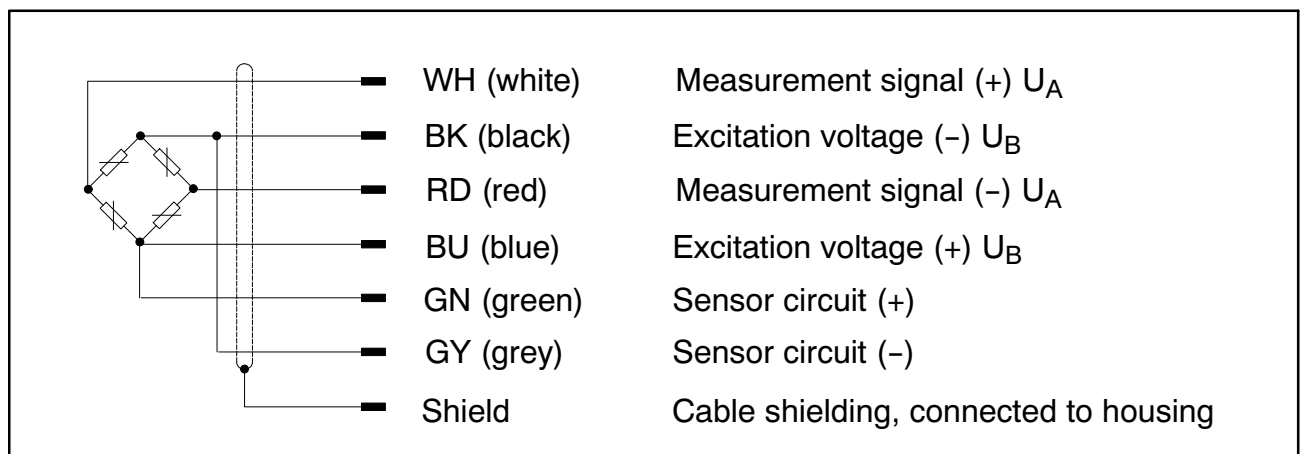 WH (white) Measurement signal (+) U_A
BK (black) Excitation voltage (–) U_B
RD (red) Measurement signal (–) U_A
BU (blue) Excitation voltage (+) U_B
GN (green) Sensor circuit (+)
GY (grey) Sensor circuit (–)
Shield Cable shielding, connected to housing